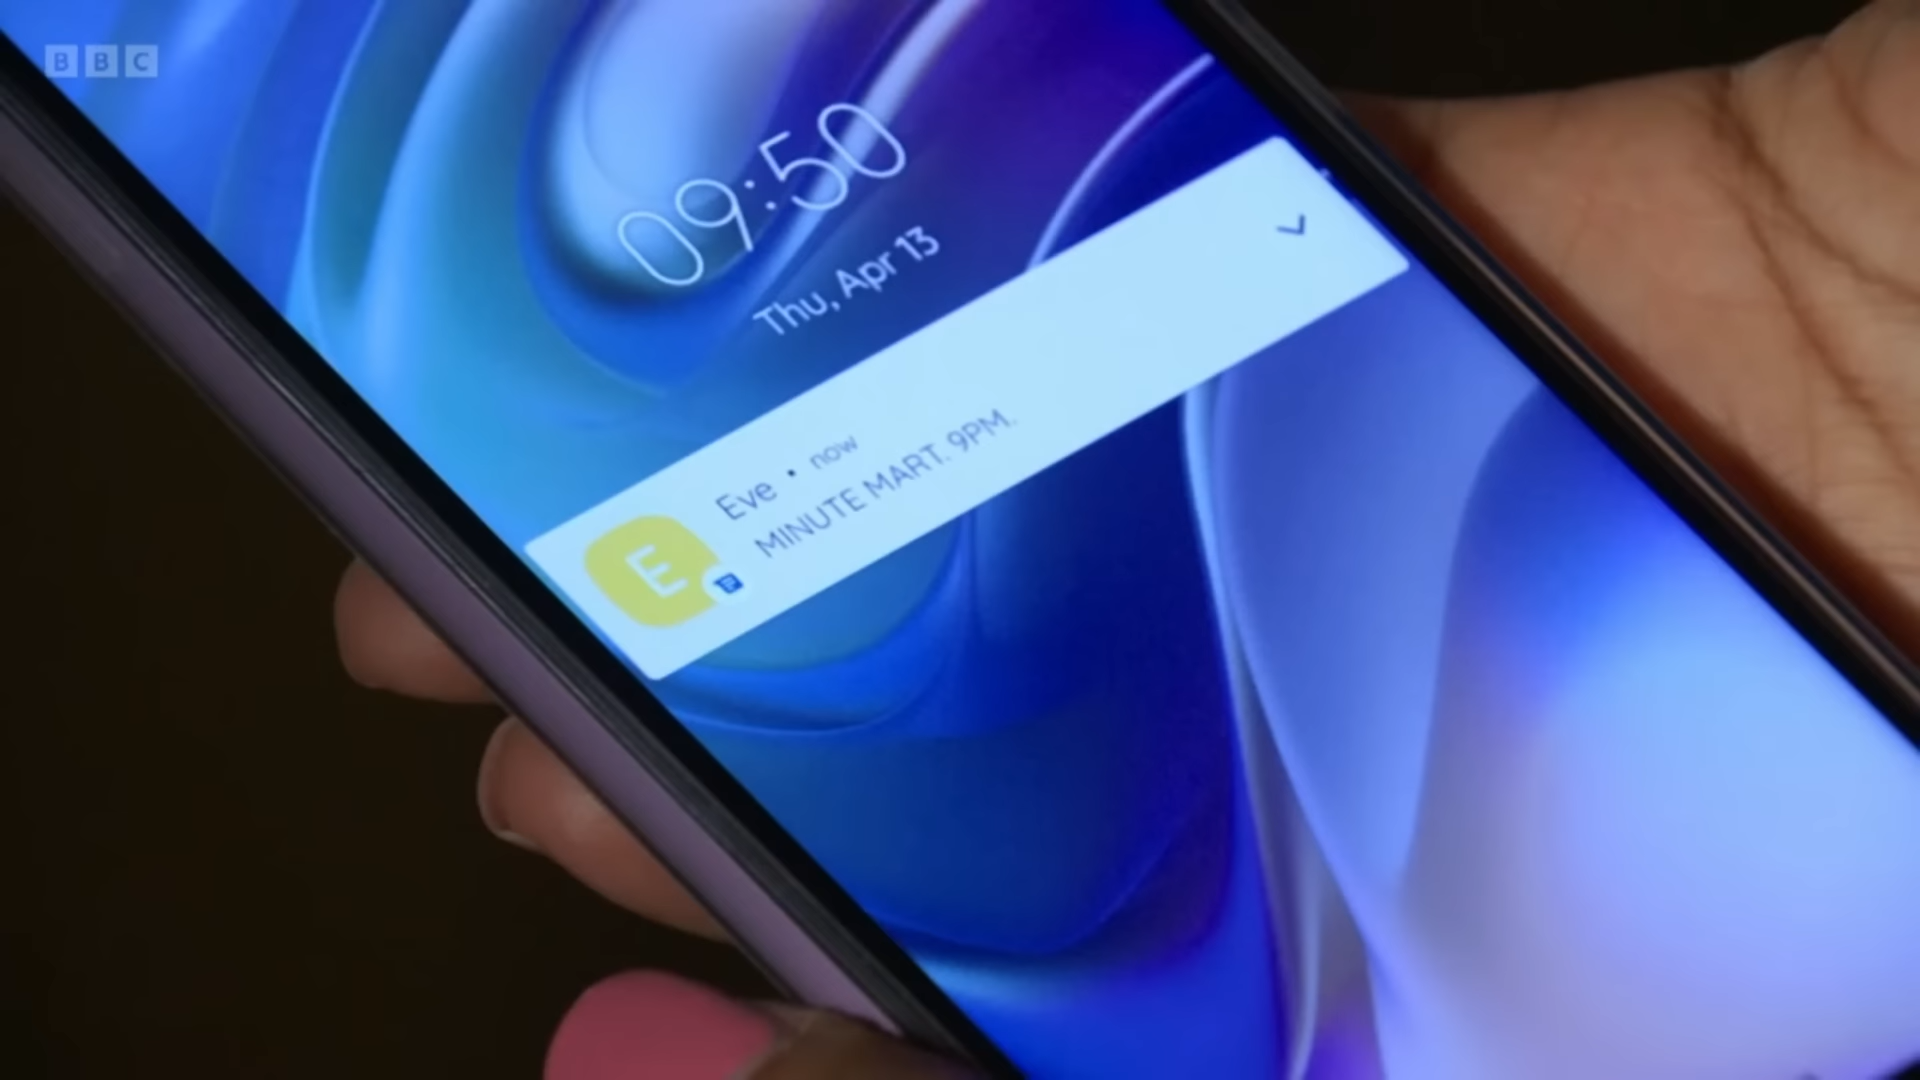 BBC
09:50
Thu, Apr 13
Eve • now
MINUTE MART. 9PM.
E